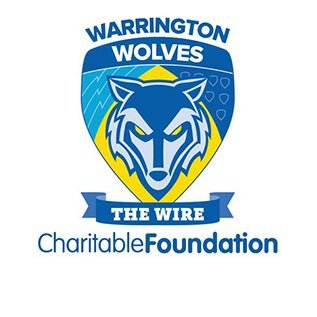 WARRINGTON
WOLVES
THE WIRE
CharitableFoundation